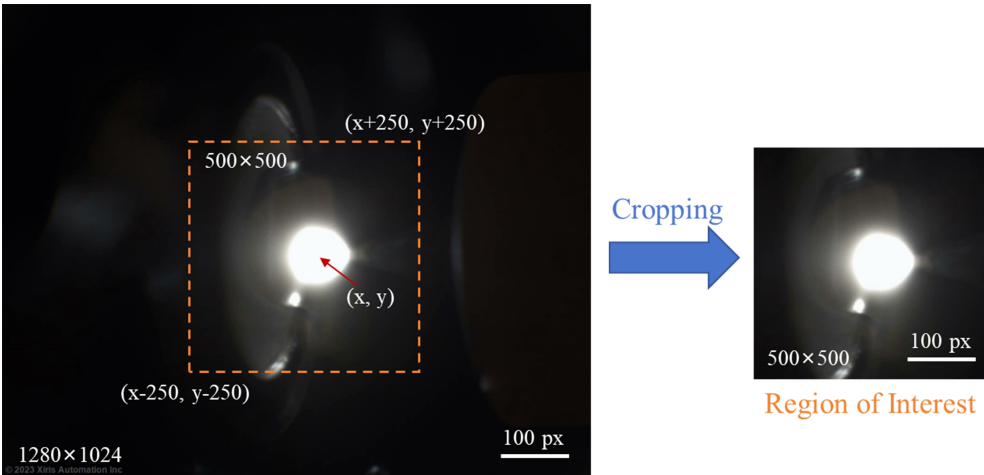 (x+250, y+250)
500×500
Cropping
(x, y)
(x-250, y-250)
100 px
1280×1024
© 2023 Xiris Automation Inc
100 px
500×500
Region of Interest